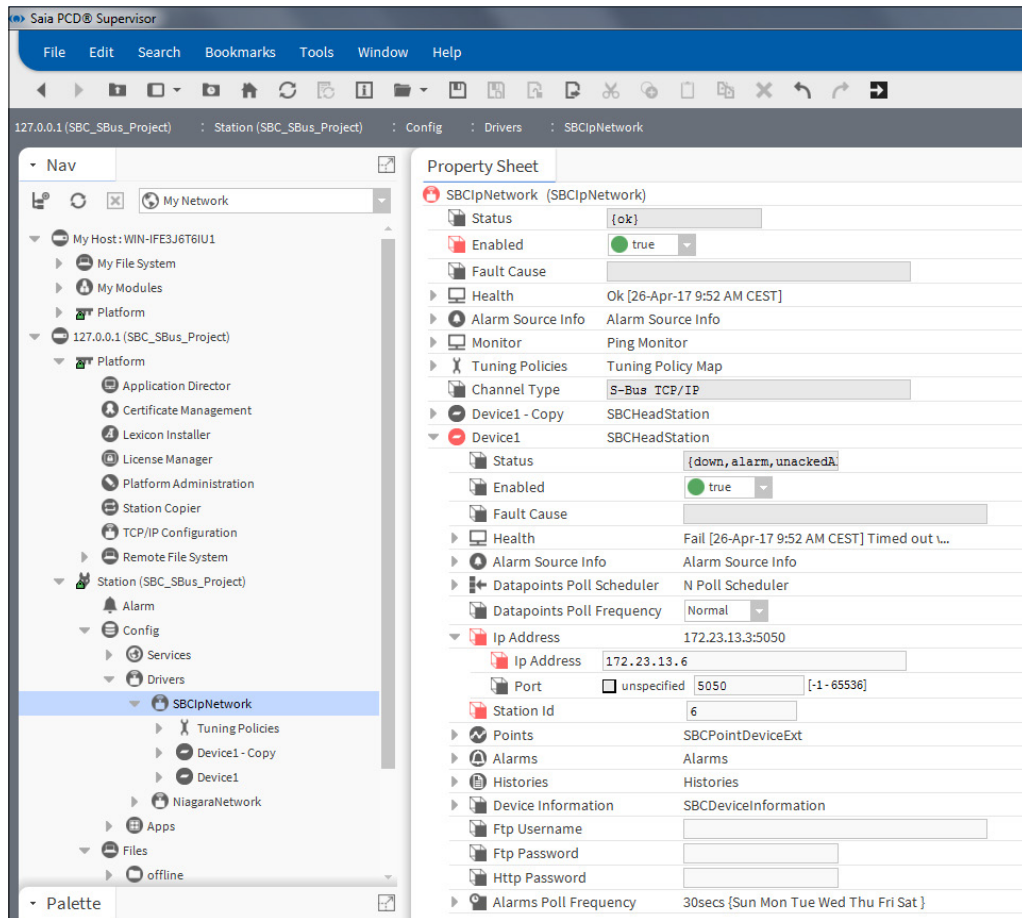 Saia PCD® Supervisor
File Edit Search Bookmarks Tools Window Help
127.0.0.1 (SBC_SBus_Project) : Station (SBC_SBus_Project) : Config : Drivers : SBCIpNetwork
Nav
My Network
My Host : WIN-IFE3J6T6IU1
My File System
My Modules
Platform
127.0.0.1 (SBC_SBus_Project)
Platform
Application Director
Certificate Management
Lexicon Installer
License Manager
Platform Administration
Station Copier
TCP/IP Configuration
Remote File System
Station (SBC_SBus_Project)
Alarm
Config
Services
Drivers
SBCIpNetwork
Tuning Policies
Device1 - Copy
Device1
NiagaraNetwork
Apps
Files
offline
Palette
Property Sheet
SBCIpNetwork (SBCIpNetwork)
Status {ok}
Enabled true
Fault Cause
Health Ok [26-Apr-17 9:52 AM CEST]
Alarm Source Info Alarm Source Info
Monitor Ping Monitor
Tuning Policies Tuning Policy Map
Channel Type S-Bus TCP/IP
Device1 - Copy SBCHeadStation
Device1 SBCHeadStation
Status {down,alarm,unackedAl
Enabled true
Fault Cause
Health Fail [26-Apr-17 9:52 AM CEST] Timed out ...
Alarm Source Info Alarm Source Info
Datapoints Poll Scheduler N Poll Scheduler
Datapoints Poll Frequency Normal
Ip Address 172.23.13.3:5050
Ip Address 172.23.13.6
Port unspecified 5050 [-1 - 65536]
Station Id 6
Points SBCPointDeviceExt
Alarms Alarms
Histories Histories
Device Information SBCDeviceInformation
Ftp Username
Ftp Password
Http Password
Alarms Poll Frequency 30secs {Sun Mon Tue Wed Thu Fri Sat }